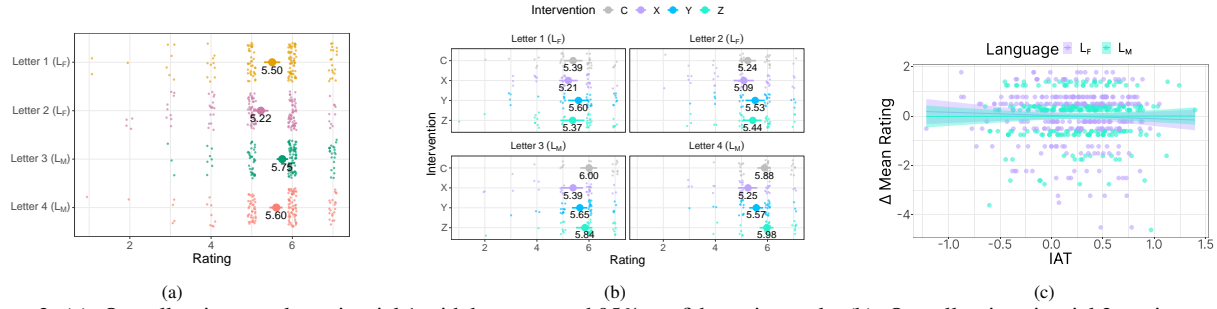 Intervention C X Y Z
Letter 1 (L_F)
Letter 2 (L_F)
Letter 3 (L_M)
Letter 4 (L_M)
5.50
5.22
5.75
5.60
2 4 6
Rating
(a)
Letter 1 (L_F) Letter 2 (L_F)
Intervention
C 5.39 5.24
X 5.21 5.09
Y 5.60 5.53
Z 5.37 5.44
Letter 3 (L_M) Letter 4 (L_M)
C 6.00 5.88
X 5.39 5.25
Y 5.65 5.57
Z 5.84 5.98
2 4 6 2 4 6
Rating
(b)
Language L_F L_M
Δ Mean Rating
2
0
-2
-4
-1.0 -0.5 0.0 0.5 1.0 1.5
IAT
(c)